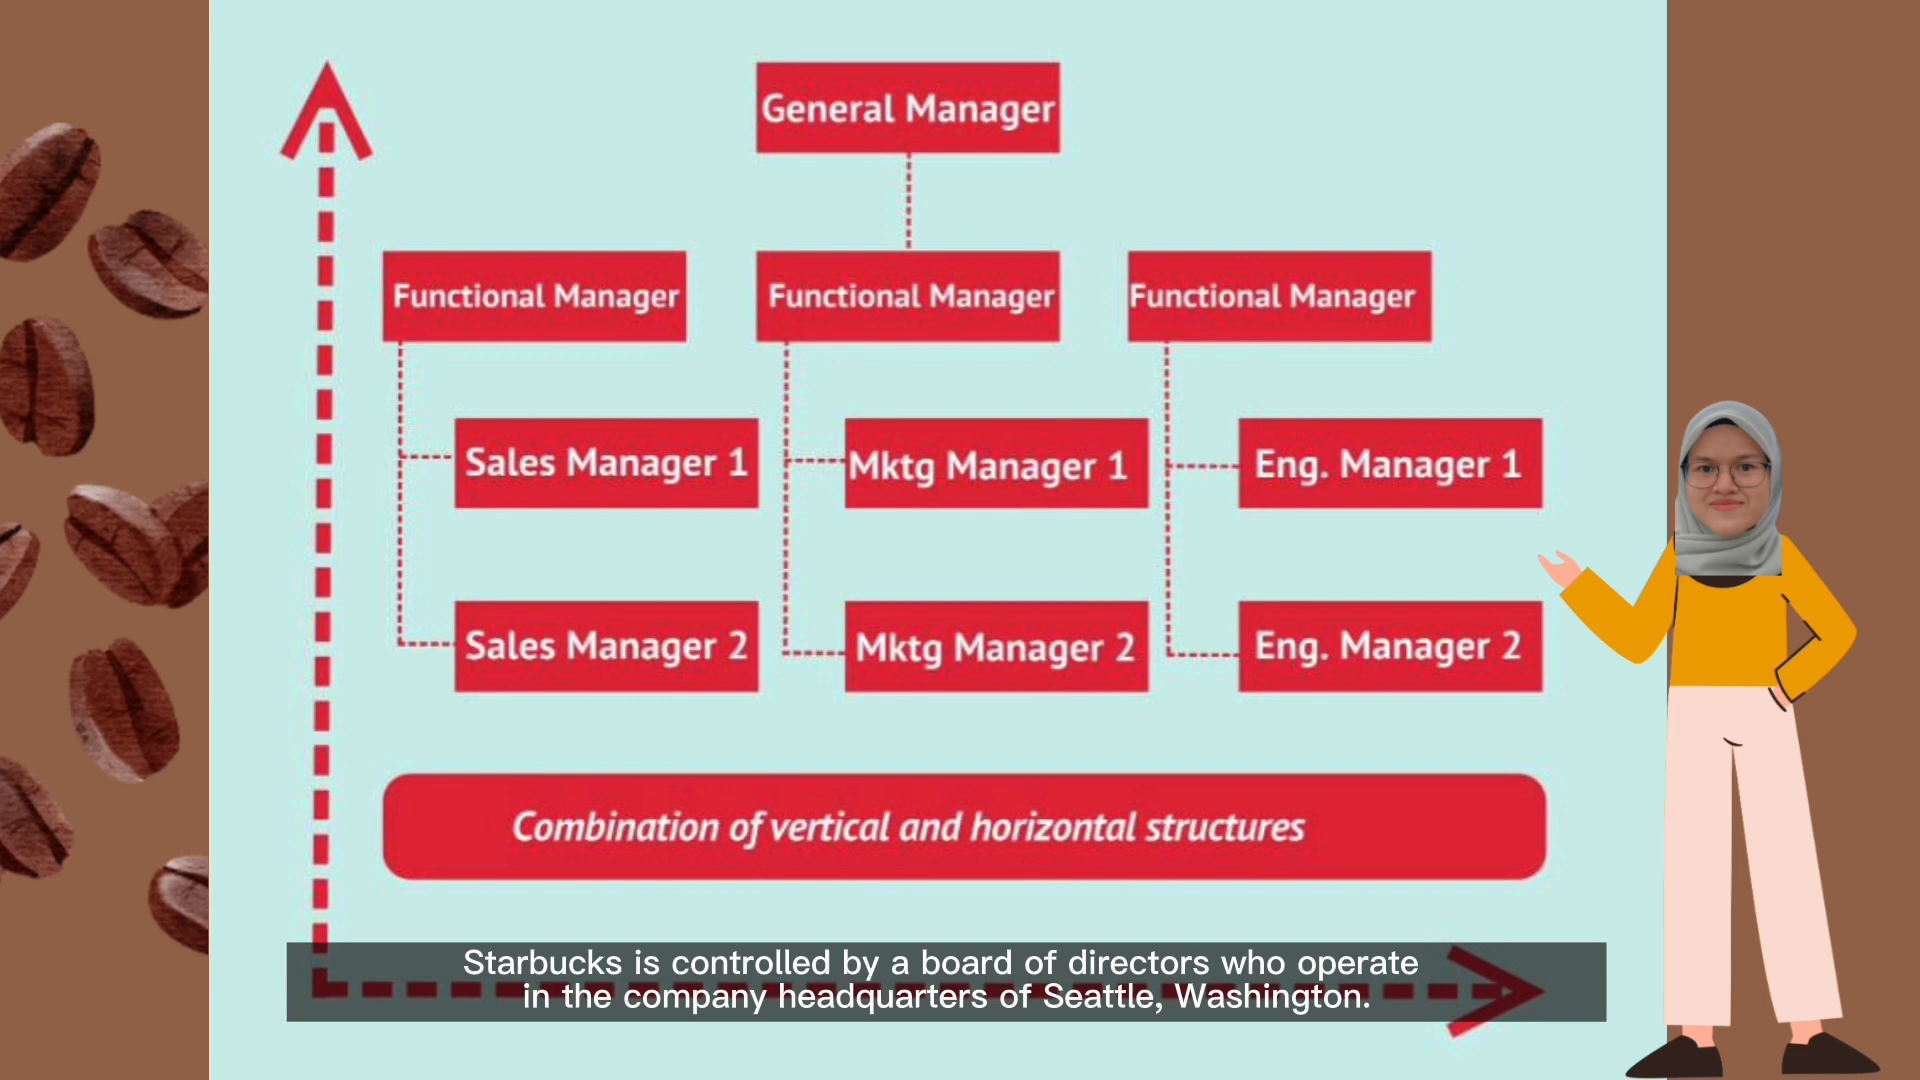 General Manager
Functional Manager
Functional Manager
Functional Manager
Sales Manager 1
Mktg Manager 1
Eng. Manager 1
Sales Manager 2
Mktg Manager 2
Eng. Manager 2
Combination of vertical and horizontal structures
Starbucks is controlled by a board of directors who operate
in the company headquarters of Seattle, Washington.